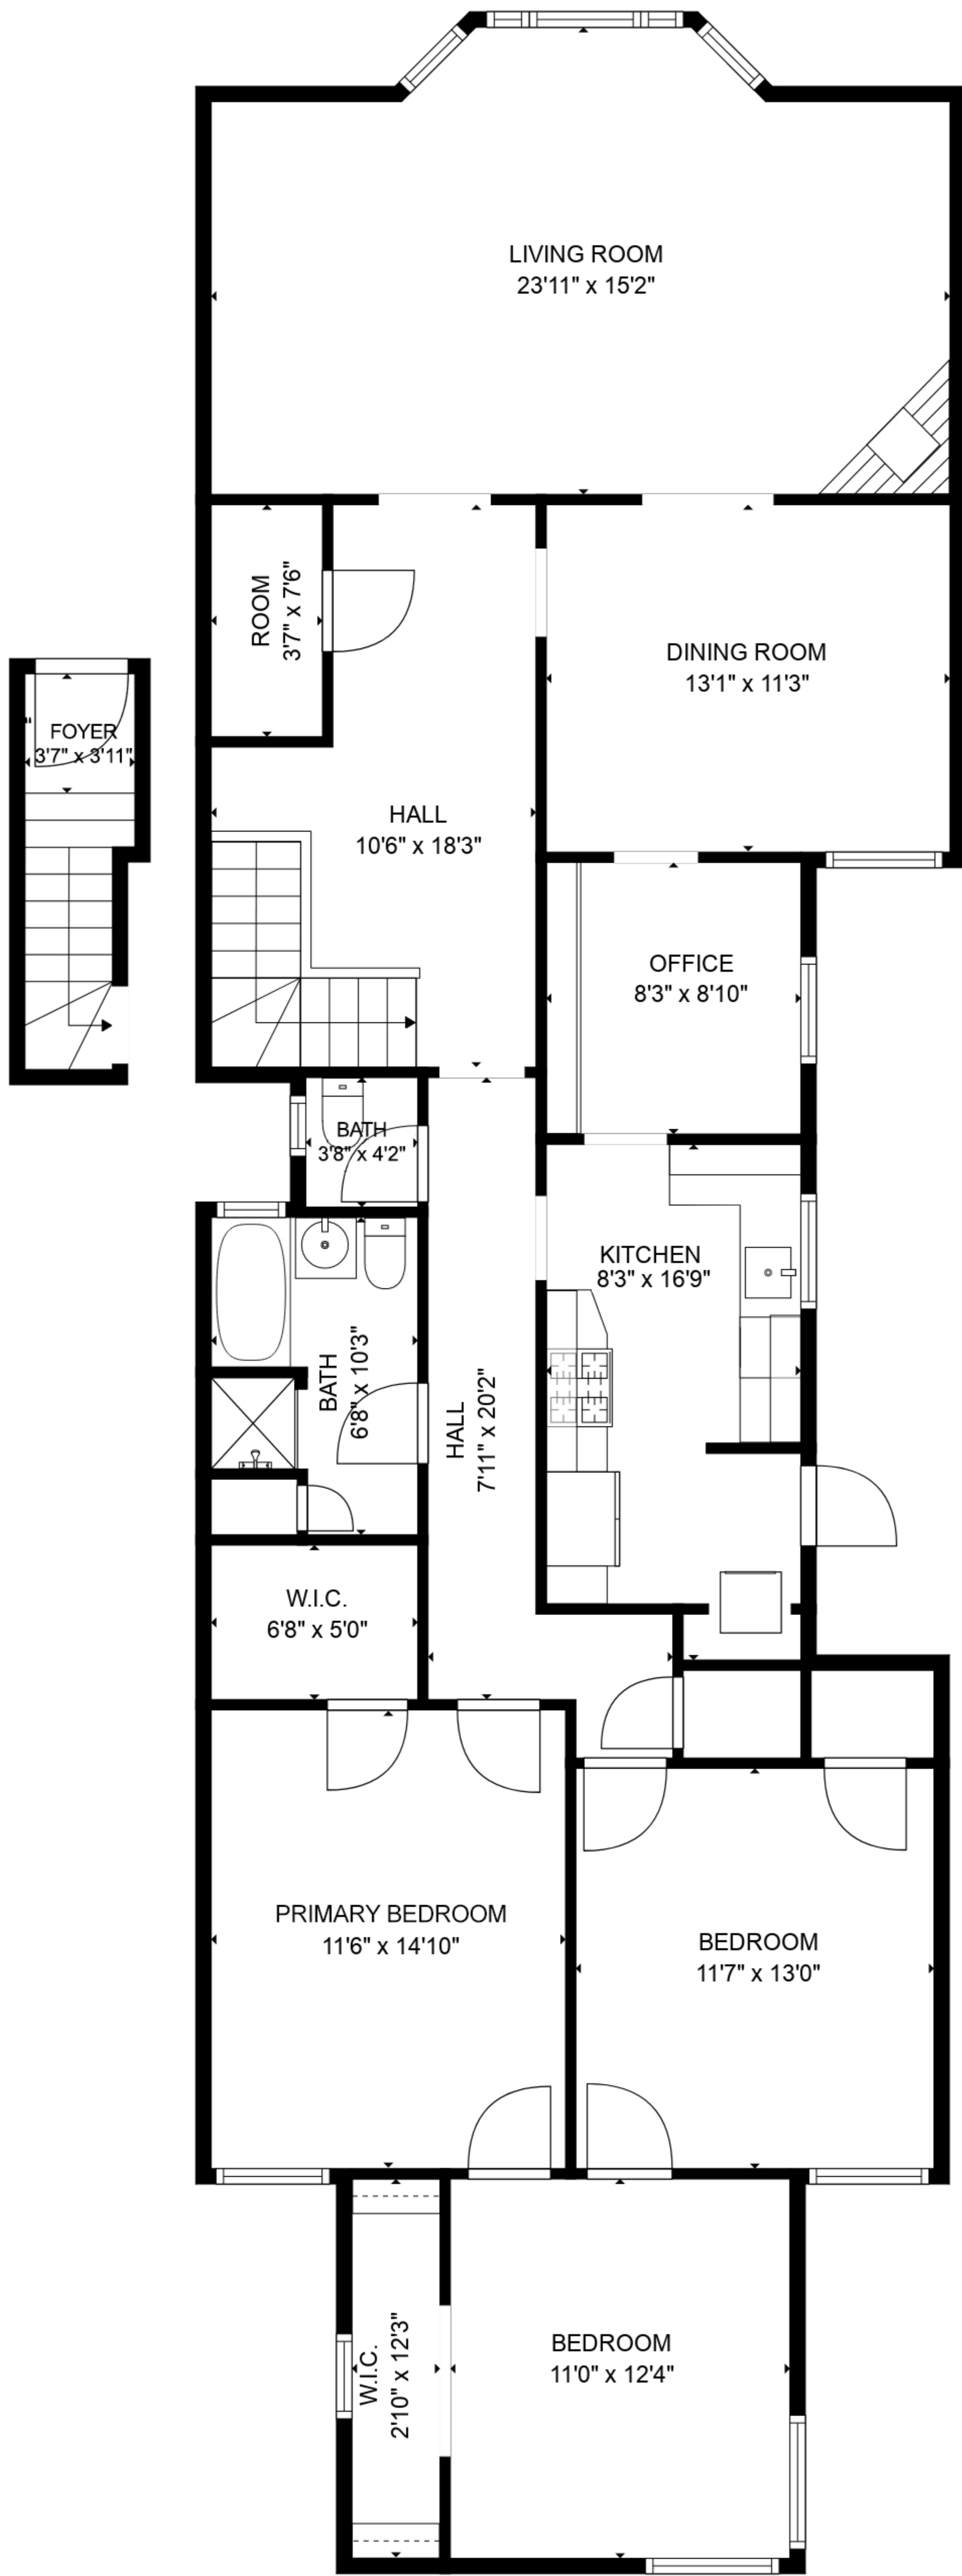 LIVING ROOM
23'11" x 15'2"
ROOM
3'7" x 7'6"
DINING ROOM
13'1" x 11'3"
"
FOYER
3'7" x 3'11"
HALL
10'6" x 18'3"
OFFICE
8'3" x 8'10"
BATH
3'8" x 4'2"
KITCHEN
8'3" x 16'9"
BATH
6'8" x 10'3"
HALL
7'11" x 20'2"
W.I.C.
6'8" x 5'0"
PRIMARY BEDROOM
11'6" x 14'10"
BEDROOM
11'7" x 13'0"
W.I.C.
2'10" x 12'3"
BEDROOM
11'0" x 12'4"